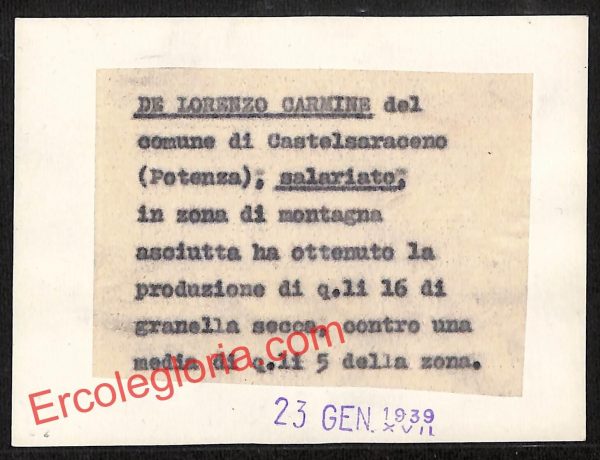 DE LORENZO CARMINE del
comune di Castelsaraceno
(Potenza), salariato,
in zona di montagna
asciutta ha ottenuto la
produzione di q.li 16 di
granella secca, contro una
media di q.li 5 della zona.
Ercolegloria.com
23 GEN. 1939
XVII